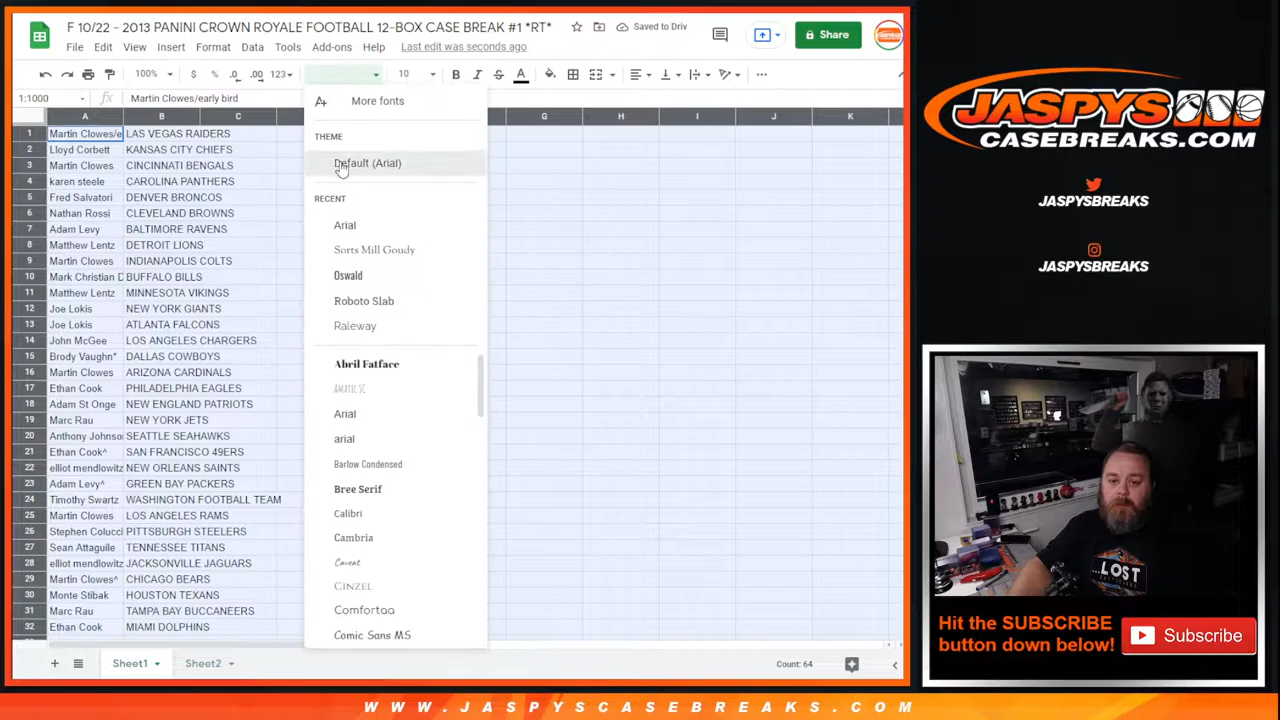 F 10/22 - 2013 PANINI CROWN ROYALE FOOTBALL 12-BOX CASE BREAK #1 *RT*
Saved to Driv
Share
File Edit View Insert Format Data Tools Add-ons Help Last edit was seconds ago
100% $ % .0 .00 123 10 B I S A
1:1000 fx Martin Clowes/early bird
A B C G H I J K
1 Martin Clowes/e LAS VEGAS RAIDERS
2 Lloyd Corbett KANSAS CITY CHIEFS
3 Martin Clowes CINCINNATI BENGALS
4 karen steele CAROLINA PANTHERS
5 Fred Salvatori DENVER BRONCOS
6 Nathan Rossi CLEVELAND BROWNS
7 Adam Levy BALTIMORE RAVENS
8 Matthew Lentz DETROIT LIONS
9 Martin Clowes INDIANAPOLIS COLTS
10 Mark Christian D BUFFALO BILLS
11 Matthew Lentz MINNESOTA VIKINGS
12 Joe Lokis NEW YORK GIANTS
13 Joe Lokis ATLANTA FALCONS
14 John McGee LOS ANGELES CHARGERS
15 Brody Vaughn* DALLAS COWBOYS
16 Martin Clowes ARIZONA CARDINALS
17 Ethan Cook PHILADELPHIA EAGLES
18 Adam St Onge NEW ENGLAND PATRIOTS
19 Marc Rau NEW YORK JETS
20 Anthony Johnso SEATTLE SEAHAWKS
21 Ethan Cook^ SAN FRANCISCO 49ERS
22 elliot mendlowitz NEW ORLEANS SAINTS
23 Adam Levy^ GREEN BAY PACKERS
24 Timothy Swartz WASHINGTON FOOTBALL TEAM
25 Martin Clowes LOS ANGELES RAMS
26 Stephen Colucci PITTSBURGH STEELERS
27 Sean Attaguile TENNESSEE TITANS
28 elliot mendlowitz JACKSONVILLE JAGUARS
29 Martin Clowes^ CHICAGO BEARS
30 Monte Stibak HOUSTON TEXANS
31 Marc Rau TAMPA BAY BUCCANEERS
32 Ethan Cook MIAMI DOLPHINS
More fonts
THEME
Default (Arial)
RECENT
Arial
Sorts Mill Goudy
Oswald
Roboto Slab
Raleway
Abril Fatface
AMATIC SC
Arial
arial
Barlow Condensed
Bree Serif
Calibri
Cambria
Caveat
CINZEL
Comfortaa
Comic Sans MS
Sheet1 Sheet2 Count: 64
JASPYS
CASEBREAKS.COM
JASPYSBREAKS
JASPYSBREAKS
...LOST
Hit the SUBSCRIBE
button down below!
Subscribe
WWW.JASPYSCASEBREAKS.COM